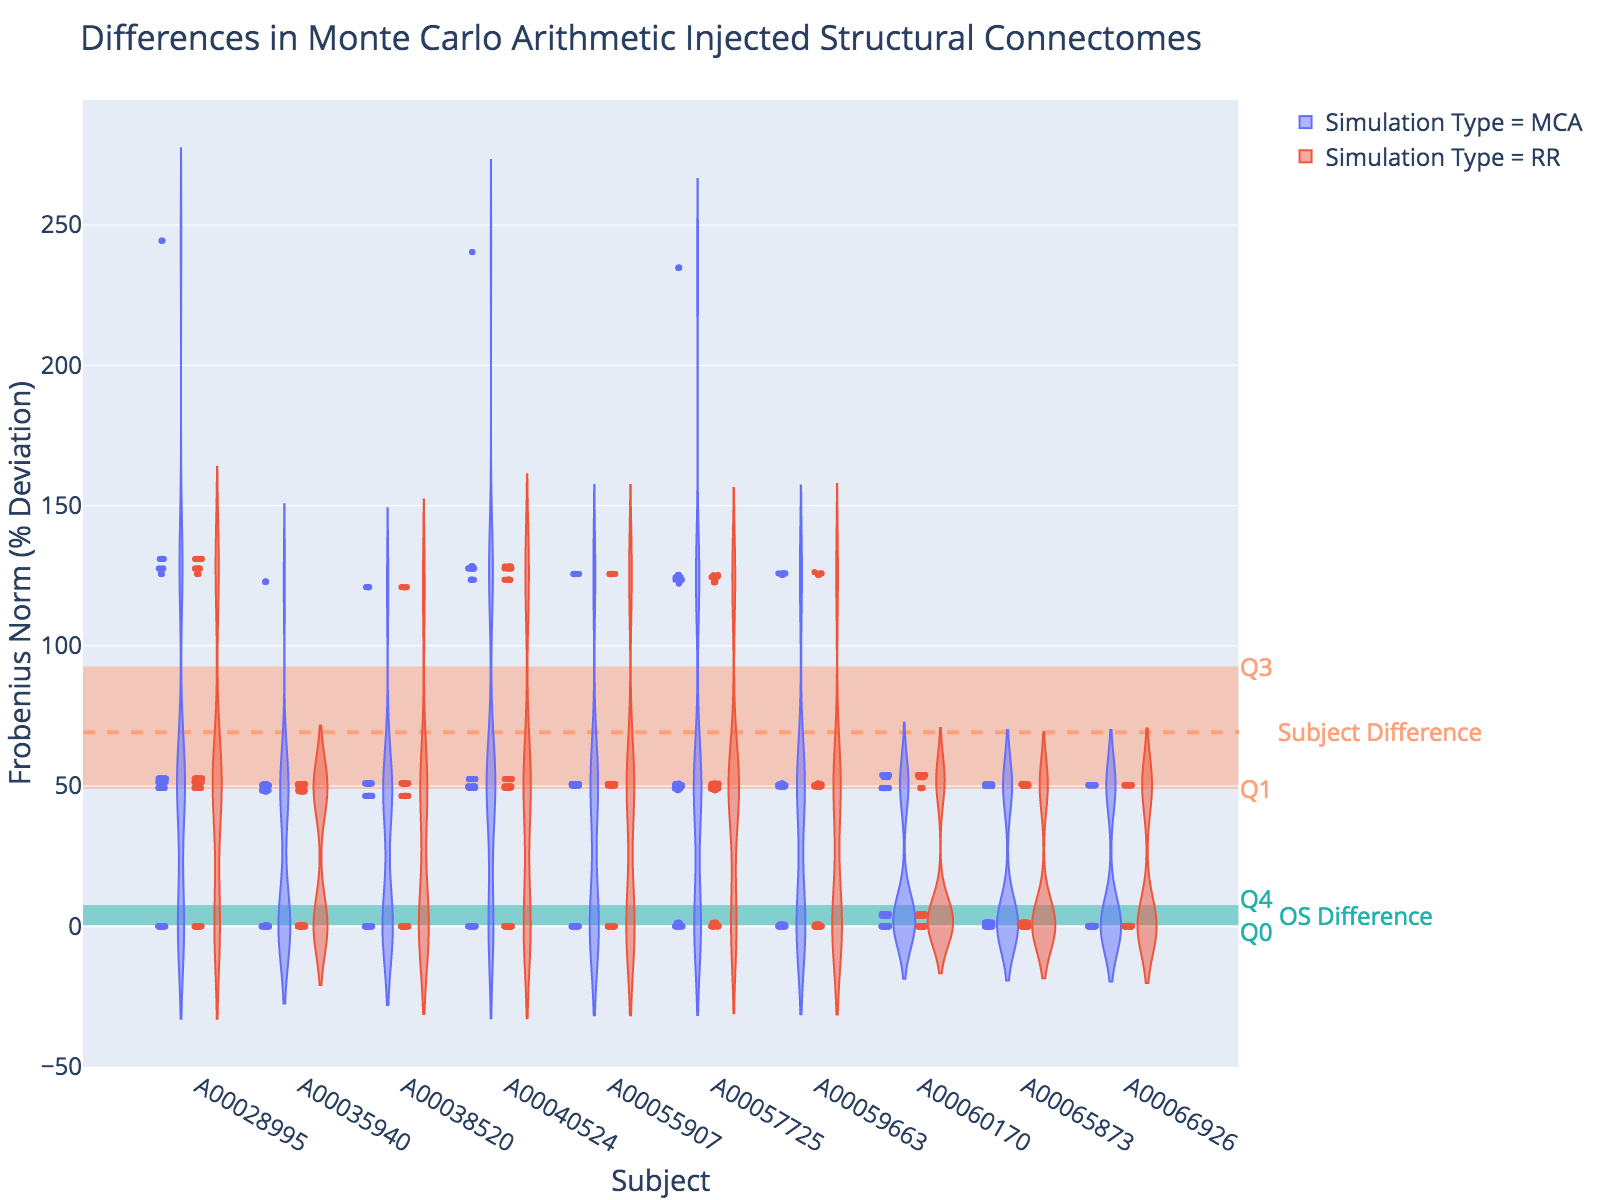 Differences in Monte Carlo Arithmetic Injected Structural Connectomes
Simulation Type = MCA
Simulation Type = RR
Frobenius Norm (% Deviation)
250
200
150
100
50
0
−50
Q3
Subject Difference
Q1
Q4
OS Difference
Q0
A00028995
A00035940
A00038520
A00040524
A00055907
A00057725
A00059663
A00060170
A00065873
A00066926
Subject